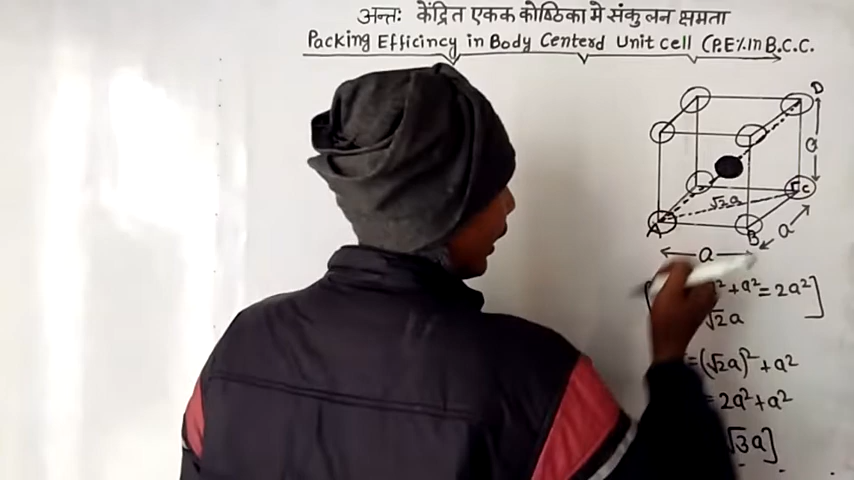 अन्तः केंद्रित एकक कोष्ठिका मे संकुलन क्षमता
Packing Efficincy in Body Centerd Unit cell (P.E%.In B.C.C.
D
a
C
√2a
A
B
a
a
+a²=2a²]
√2a
=(√2a)²+a²
= 2a²+a²
√3a]